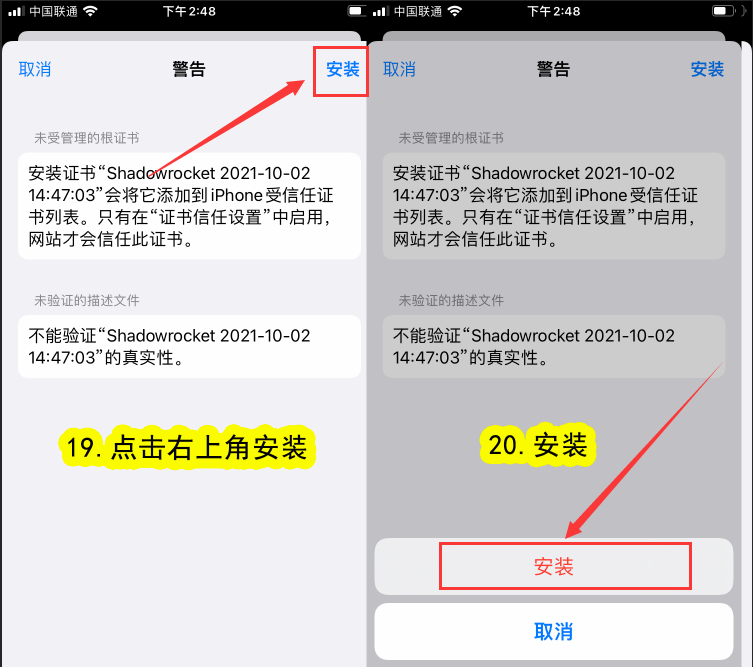 中国联通
下午2:48
取消
警告
安装
未受管理的根证书
安装证书“Shadowrocket 2021-10-02
14:47:03”会将它添加到iPhone受信任证
书列表。只有在“证书信任设置”中启用，
网站才会信任此证书。
未验证的描述文件
不能验证“Shadowrocket 2021-10-02
14:47:03”的真实性。
19.点击右上角安装
中国联通
下午2:48
取消
警告
安装
未受管理的根证书
安装证书“Shadowrocket 2021-10-02
14:47:03”会将它添加到iPhone受信任证
书列表。只有在“证书信任设置”中启用，
网站才会信任此证书。
未验证的描述文件
不能验证“Shadowrocket 2021-10-02
14:47:03”的真实性。
20.安装
安装
取消